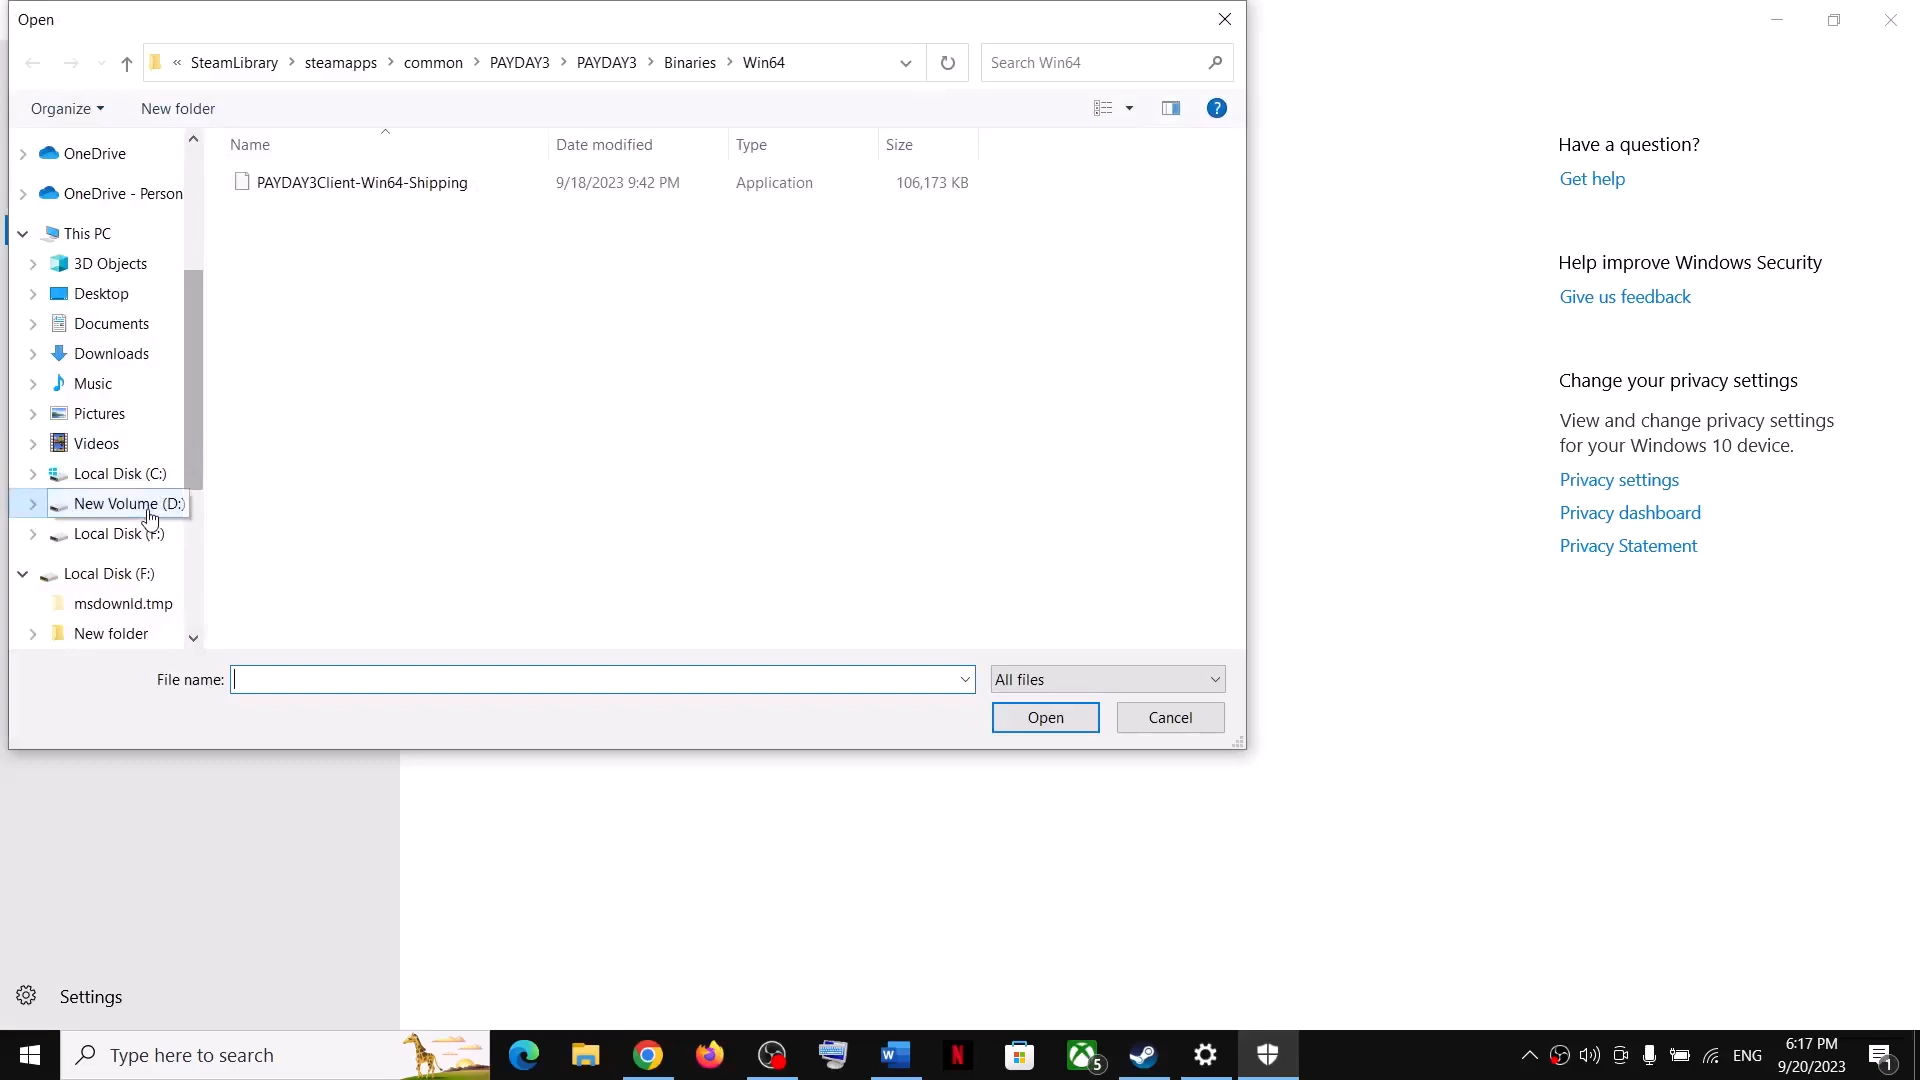 Open
« SteamLibrary > steamapps > common > PAYDAY3 > PAYDAY3 > Binaries > Win64
Search Win64
Organize
New folder
Name
Date modified
Type
Size
PAYDAY3Client-Win64-Shipping
9/18/2023 9:42 PM
Application
106,173 KB
OneDrive
OneDrive - Person
This PC
3D Objects
Desktop
Documents
Downloads
Music
Pictures
Videos
Local Disk (C:)
New Volume (D:)
Local Disk (F:)
Local Disk (F:)
msdownld.tmp
New folder
File name:
All files
Open
Cancel
Have a question?
Get help
Help improve Windows Security
Give us feedback
Change your privacy settings
View and change privacy settings
for your Windows 10 device.
Privacy settings
Privacy dashboard
Privacy Statement
Settings
Type here to search
5
ENG
6:17 PM
9/20/2023
1